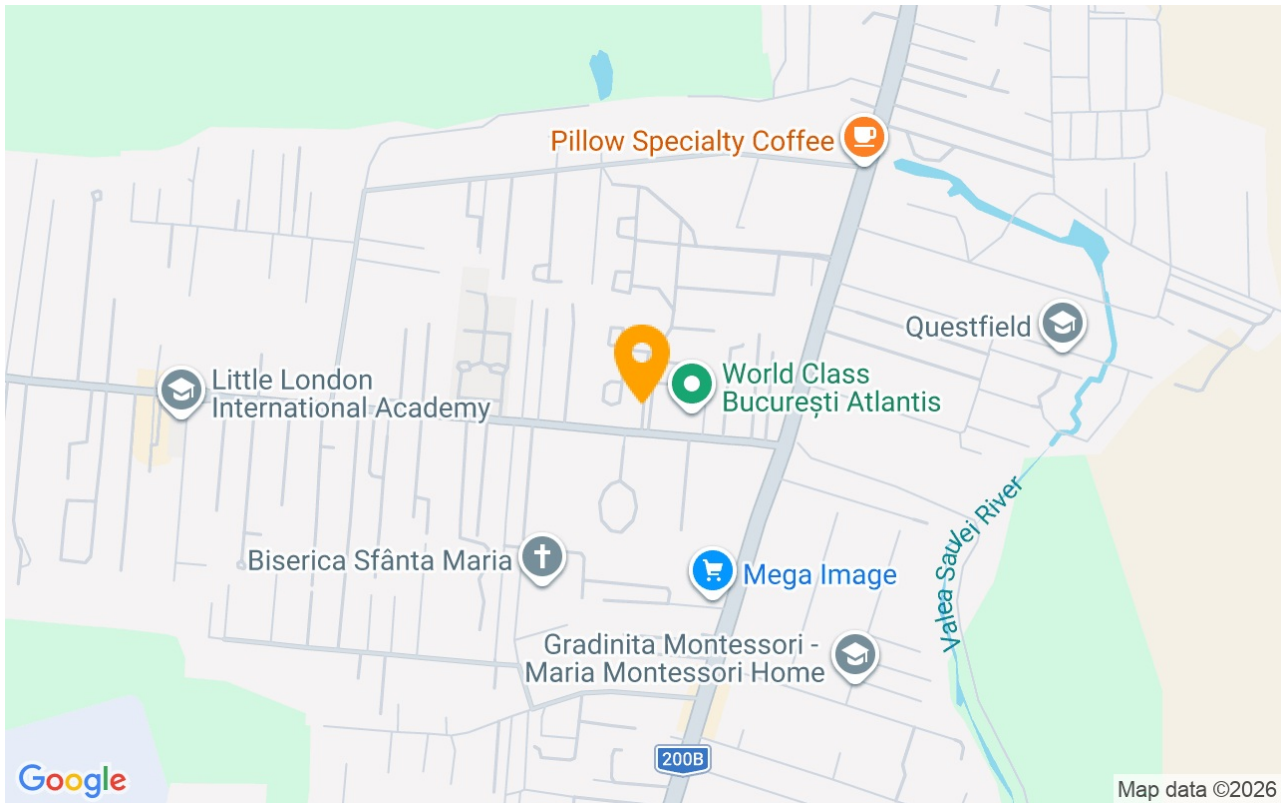 Pillow Specialty Coffee
Questfield
World Class
București Atlantis
Little London
International Academy
Valea Saulei River
Biserica Sfânta Maria
Mega Image
Gradinita Montessori -
Maria Montessori Home
200B
Google
Map data ©2026